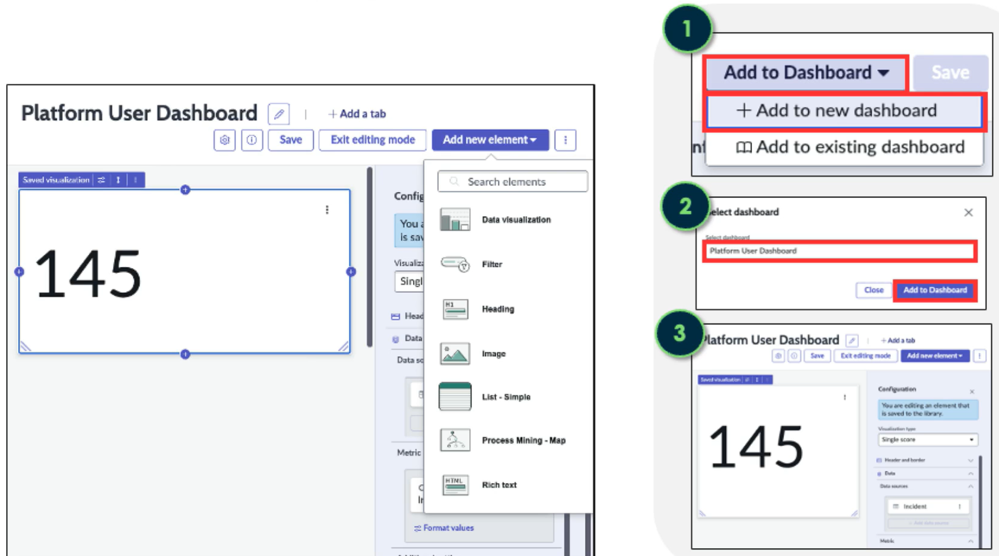 Platform User Dashboard
+ Add a tab
Save
Exit editing mode
Add new element
Saved visualization
145
Search elements
Data visualization
Filter
H1
Heading
Image
List - Simple
Process Mining - Map
HTML
Rich text
Config
You a
is sav
Visualiz
Singl
Head
Data
Data so
Metric
Format values
1
Add to Dashboard
Save
+ Add to new dashboard
Add to existing dashboard
2
elect dashboard
Select dashboard
Platform User Dashboard
Close
Add to Dashboard
3
latform User Dashboard
+ Add a tab
Save
Exit editing mode
Add new element
Saved visualization
145
Configuration
You are editing an element that
is saved to the library.
Visualization type
Single score
Header and border
Data
Data sources
Incident
+ Add data source
Metric